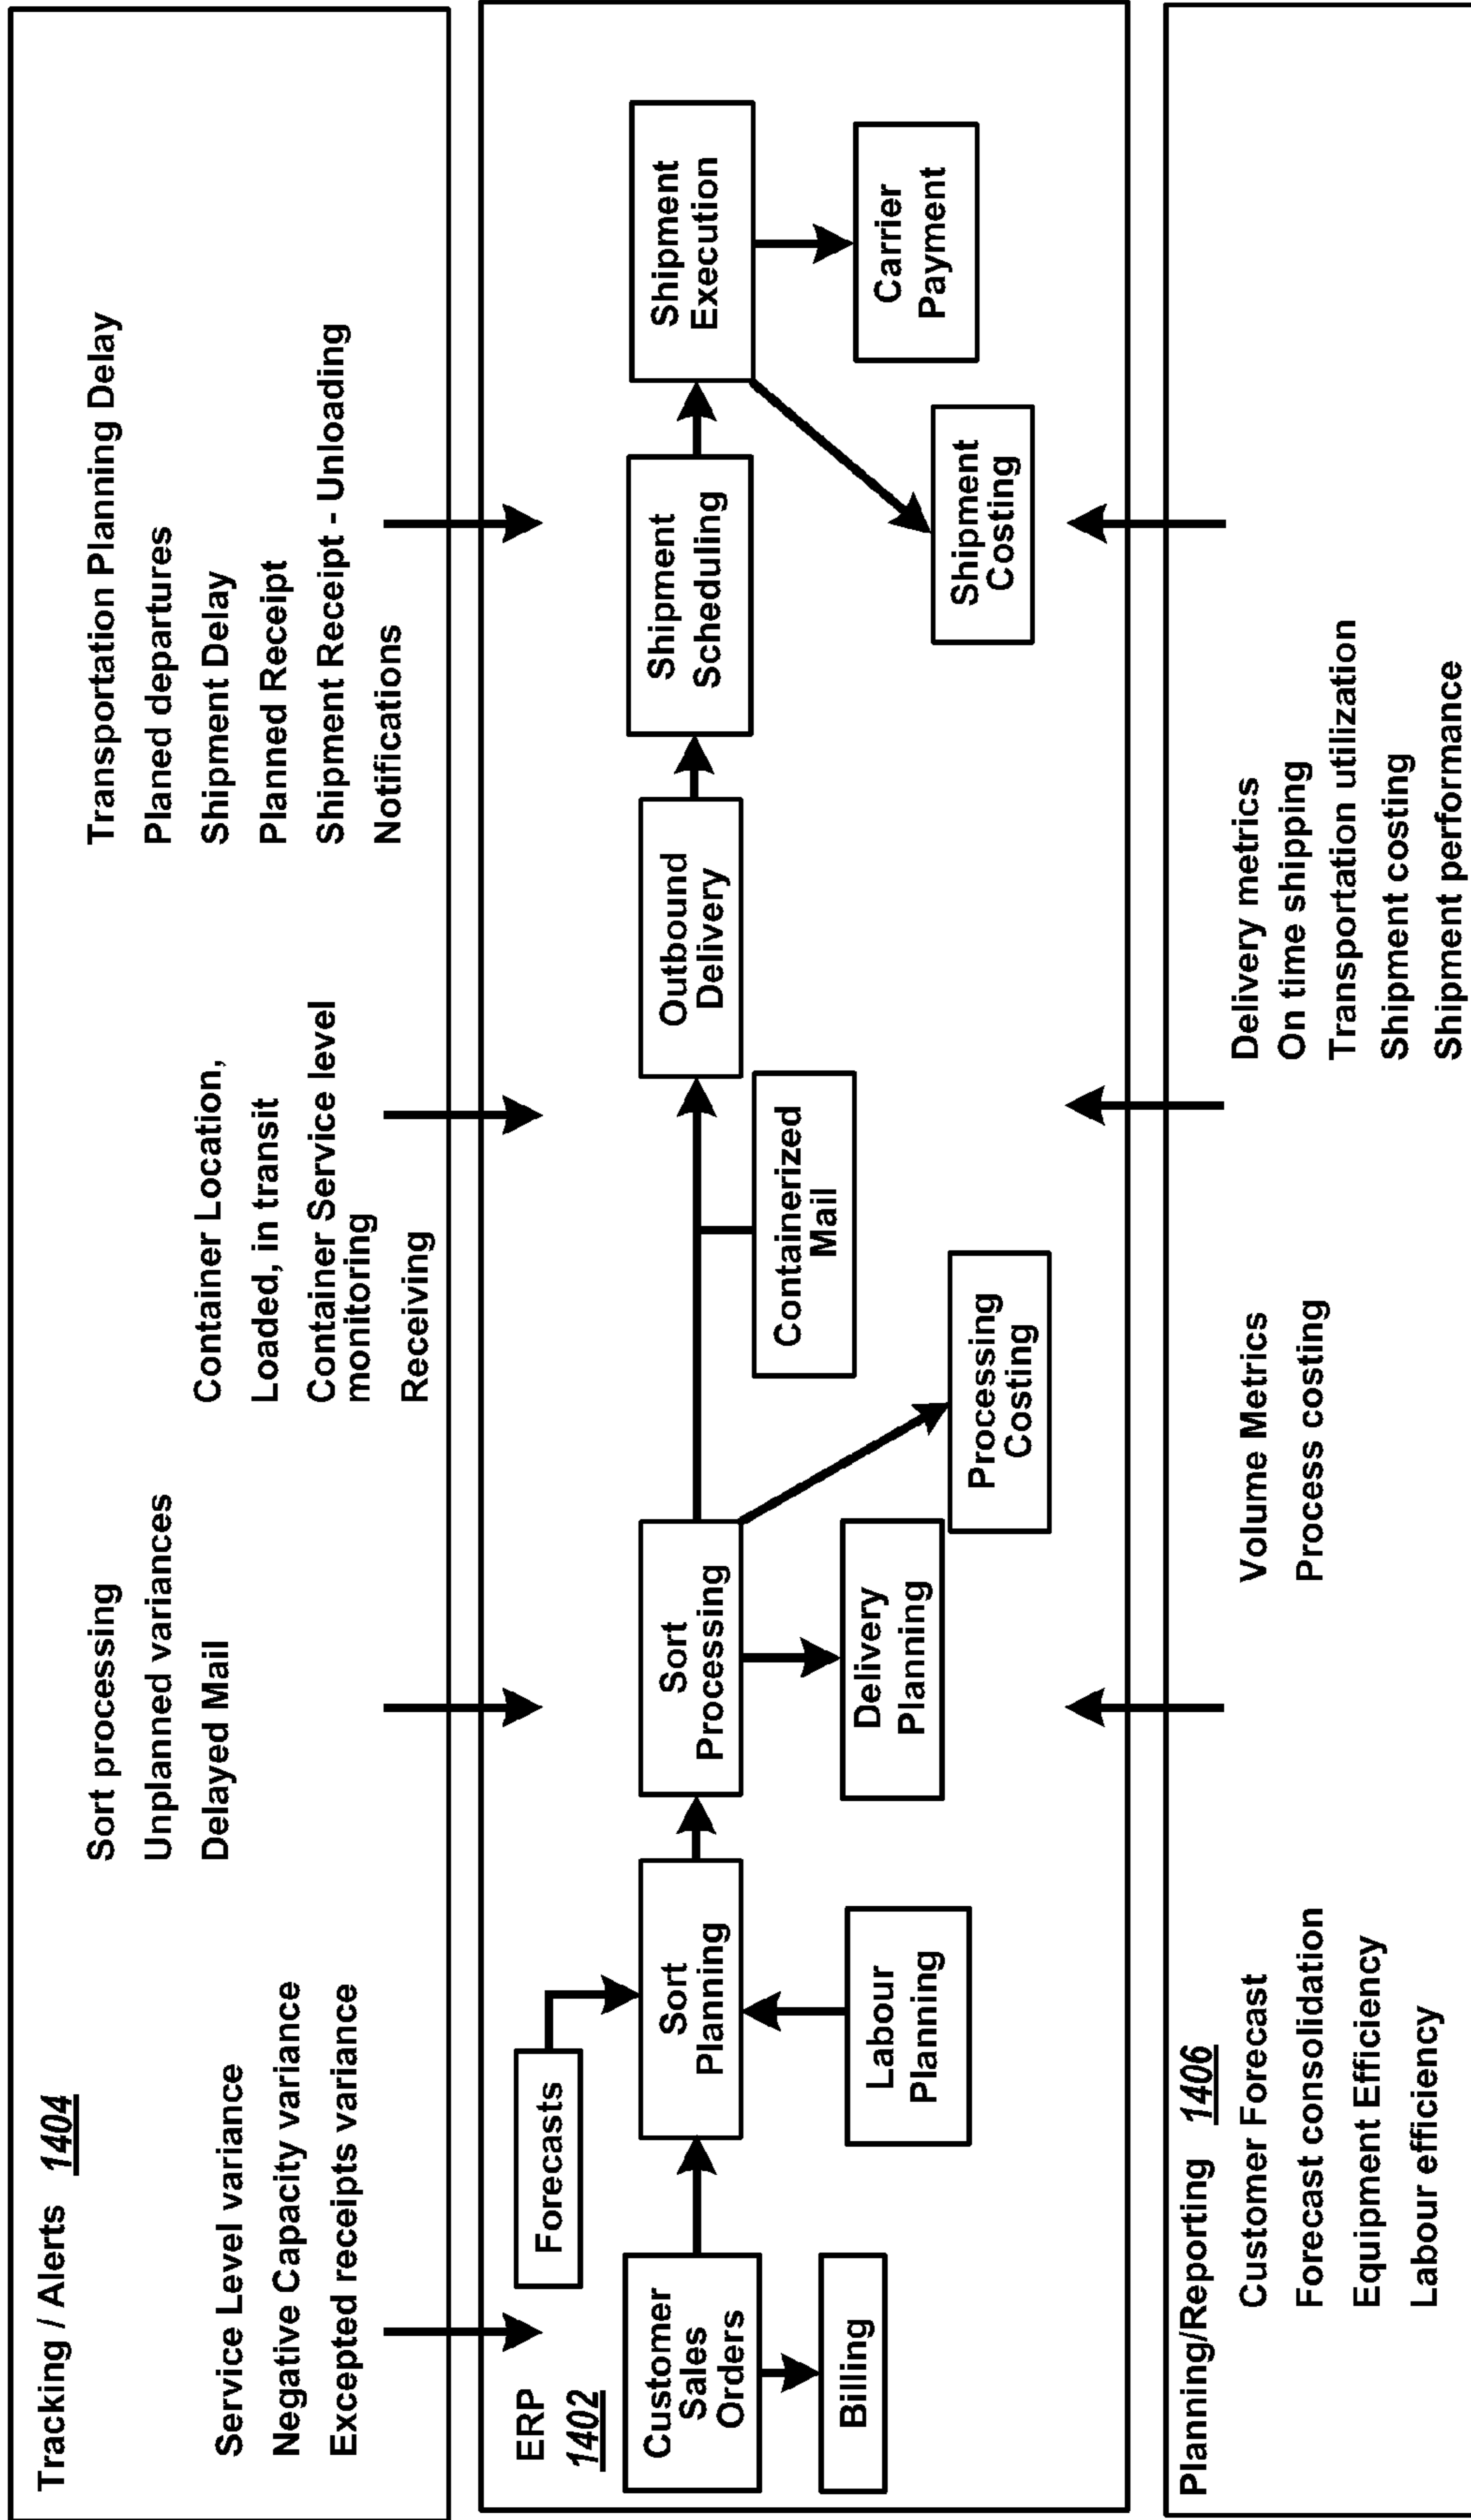 Tracking / Alerts 1404
Service Level variance
Negative Capacity variance
Excepted receipts variance
Sort processing
Unplanned variances
Delayed Mail
Container Location,
Loaded, in transit
Container Service level
monitoring
Receiving
Transportation Planning Delay
Planed departures
Shipment Delay
Planned Receipt
Shipment Receipt - Unloading
Notifications
ERP
1402
Forecasts
Customer
Sales
Orders
Billing
Sort
Planning
Labour
Planning
Sort
Processing
Delivery
Planning
Processing
Costing
Containerized
Mail
Outbound
Delivery
Shipment
Scheduling
Shipment
Execution
Shipment
Costing
Carrier
Payment
Planning/Reporting 1406
Customer Forecast
Forecast consolidation
Equipment Efficiency
Labour efficiency
Volume Metrics
Process costing
Delivery metrics
On time shipping
Transportation utilization
Shipment costing
Shipment performance